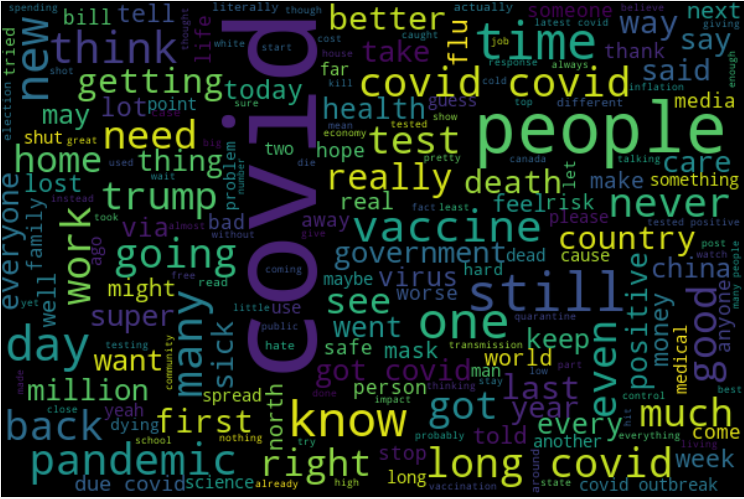 spending
literally
though
actually
latest covid
giving
bill
tell
thought
life
white
start
better
cost
caught
house
flu
someone
job
believe
way
next
say
tried
new
think
shot
take
response
time
always
cold
thank
enough
election
getting
today
far
kill
covid covid
said
inflation
lot
case
point
sure
health
guess
top
different
media
may
need
great
big
two
mean
economy
tested
show
test
people
shut
home
thing
used
wait
problem
number
hope
die
really
pretty
canada
death
let
talking
care
something
lost
trump
instead
took
almost
covid
real
fact
least
feel
risk
make
tested positive
never
everyone
family
well
work
ago
via
bad
without
give
away
vaccine
please
post
country
watch
many people
going
free
read
coming
government
dead
cause
china
anyone
yet
might
super
little
use
maybe
virus
worse
hard
still
positive
money
good
day
testing
many
sick
public
hate
see
went
safe
mask
one
quarantine
transmission
keep
world
even
medical
want
community
got covid
man
thinking
low
part
million
made
spread
person
stay
done
impact
last
control
best
back
close
yeah
dying
first
north
know
got
year
every
hit
much
pandemic
school
nothing
try
right
stop
probably
told
another
everything
living
come
due covid
science
already
high
long
vaccination
long covid
around
state
covid outbreak
week